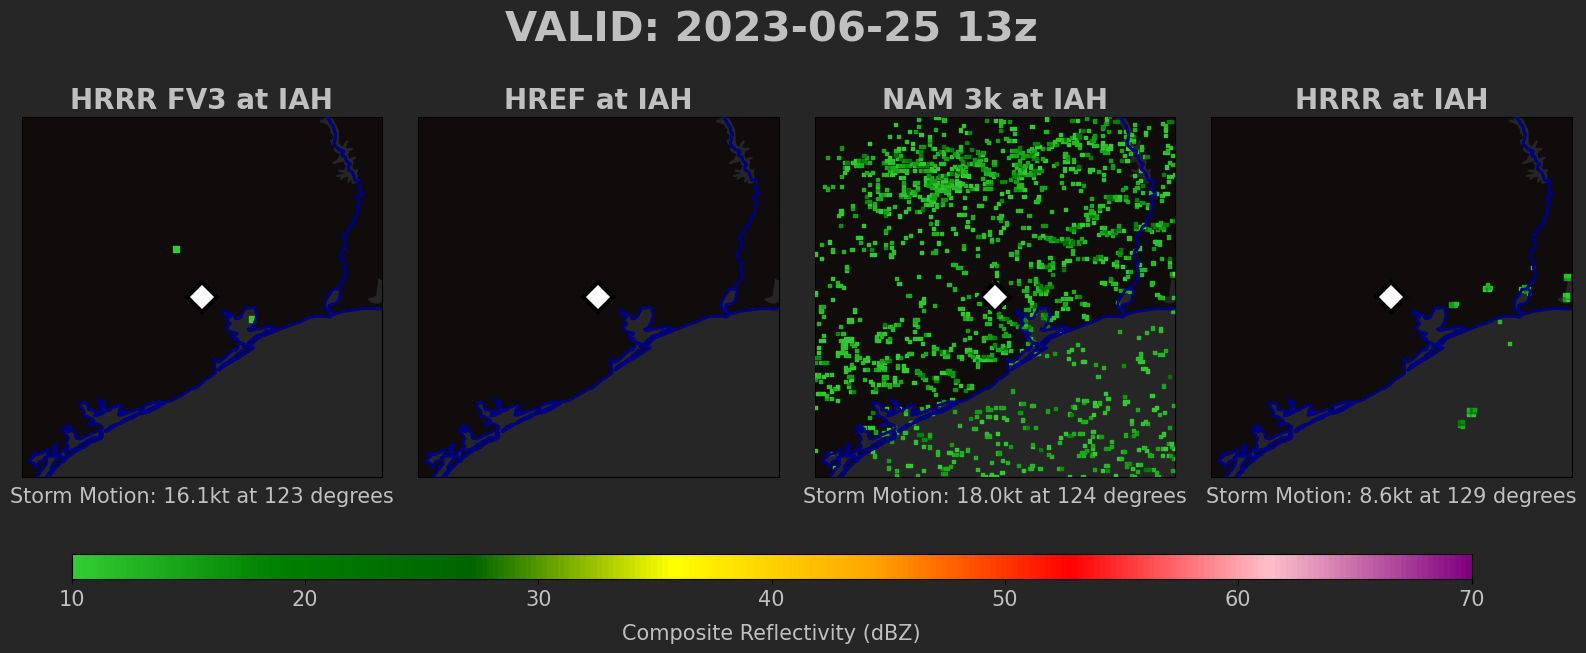 VALID: 2023-06-25 13z
HRRR FV3 at IAH
HREF at IAH
NAM 3k at IAH
HRRR at IAH
Storm Motion: 16.1kt at 123 degrees
Storm Motion: 18.0kt at 124 degrees
Storm Motion: 8.6kt at 129 degrees
10 20 30 40 50 60 70
Composite Reflectivity (dBZ)